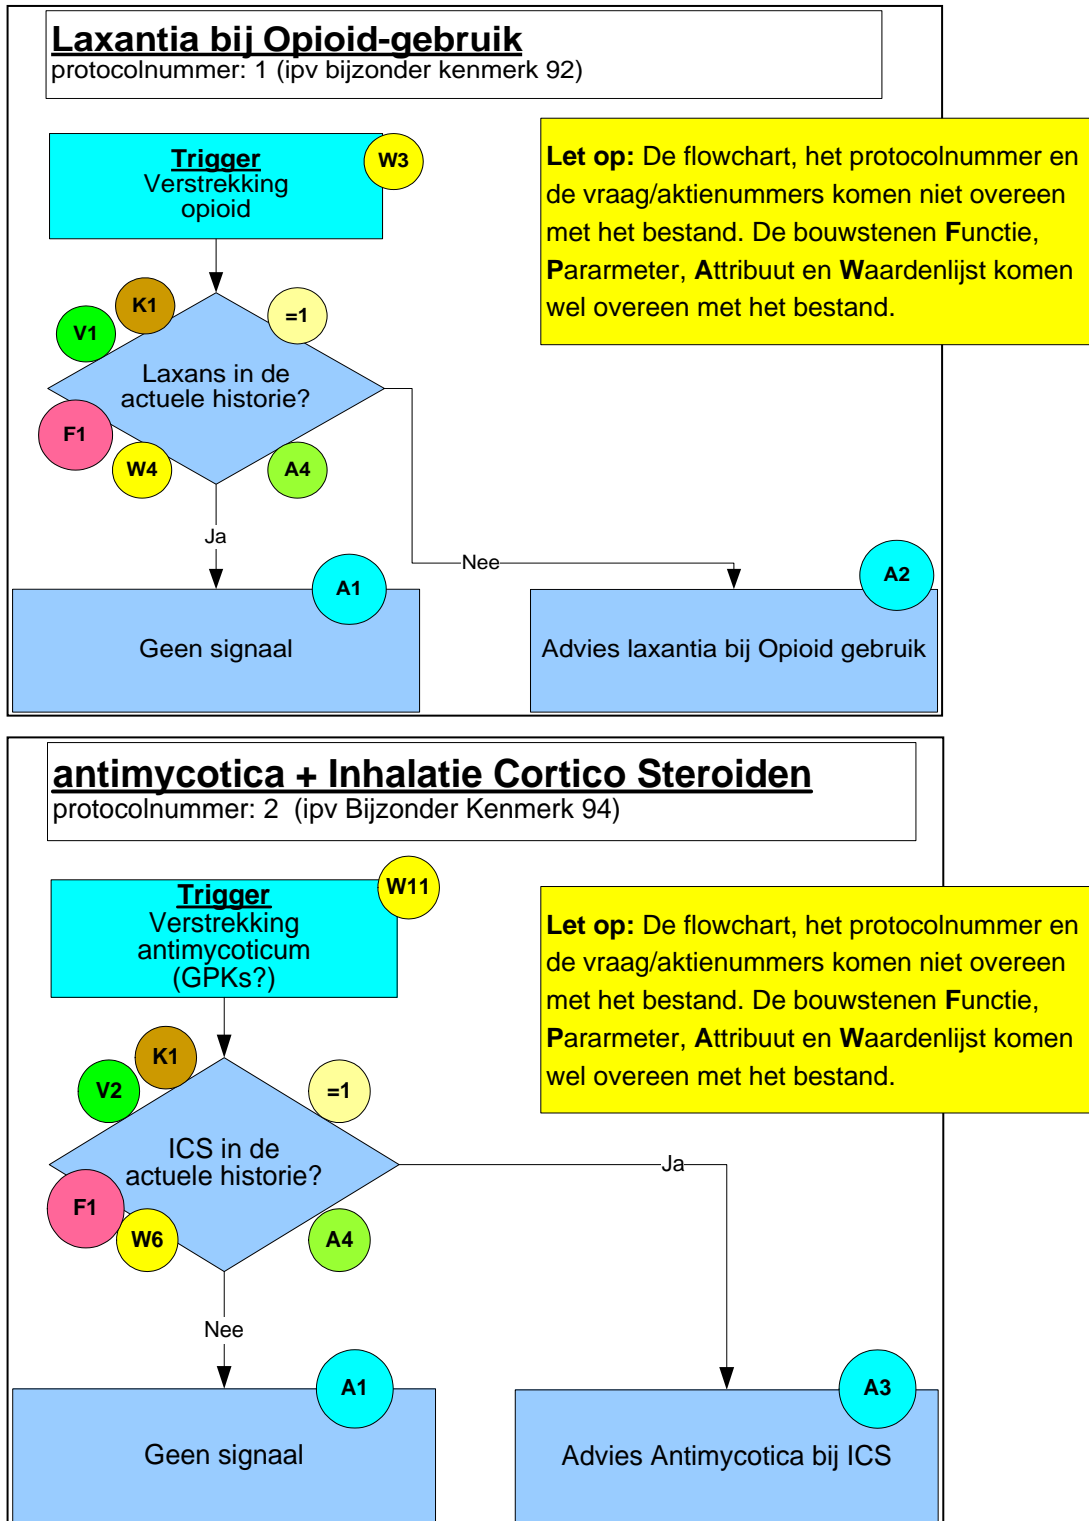 Laxantia bij Opioid-gebruik
protocolnummer: 1 (ipv bijzonder kenmerk 92)
Trigger
Verstrekking
opioid
W3
Let op: De flowchart, het protocolnummer en
de vraag/aktienummers komen niet overeen
met het bestand. De bouwstenen Functie,
Pararmeter, Attribuut en Waardenlijst komen
wel overeen met het bestand.
K1
=1
V1
Laxans in de
actuele historie?
F1
W4
A4
Ja
Nee
A1
A2
Geen signaal
Advies laxantia bij Opioid gebruik
antimycotica + Inhalatie Cortico Steroiden
protocolnummer: 2 (ipv Bijzonder Kenmerk 94)
Trigger
Verstrekking
antimycoticum
(GPKs?)
W11
Let op: De flowchart, het protocolnummer en
de vraag/aktienummers komen niet overeen
met het bestand. De bouwstenen Functie,
Pararmeter, Attribuut en Waardenlijst komen
wel overeen met het bestand.
K1
V2
=1
ICS in de
actuele historie?
Ja
F1
W6
A4
Nee
A1
A3
Geen signaal
Advies Antimycotica bij ICS